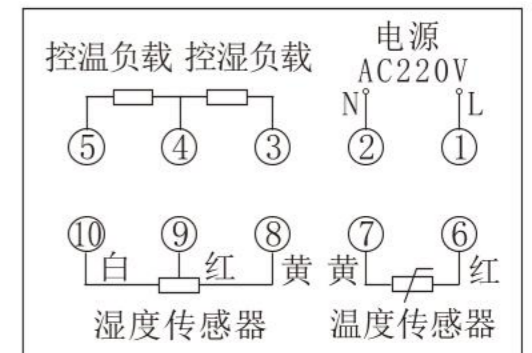 控温负载 控湿负载 电源
AC220V
N L
⑤ ④ ③ ② ①
⑩ ⑨ ⑧ ⑦ ⑥
白 红 黄 黄 红
湿度传感器 温度传感器